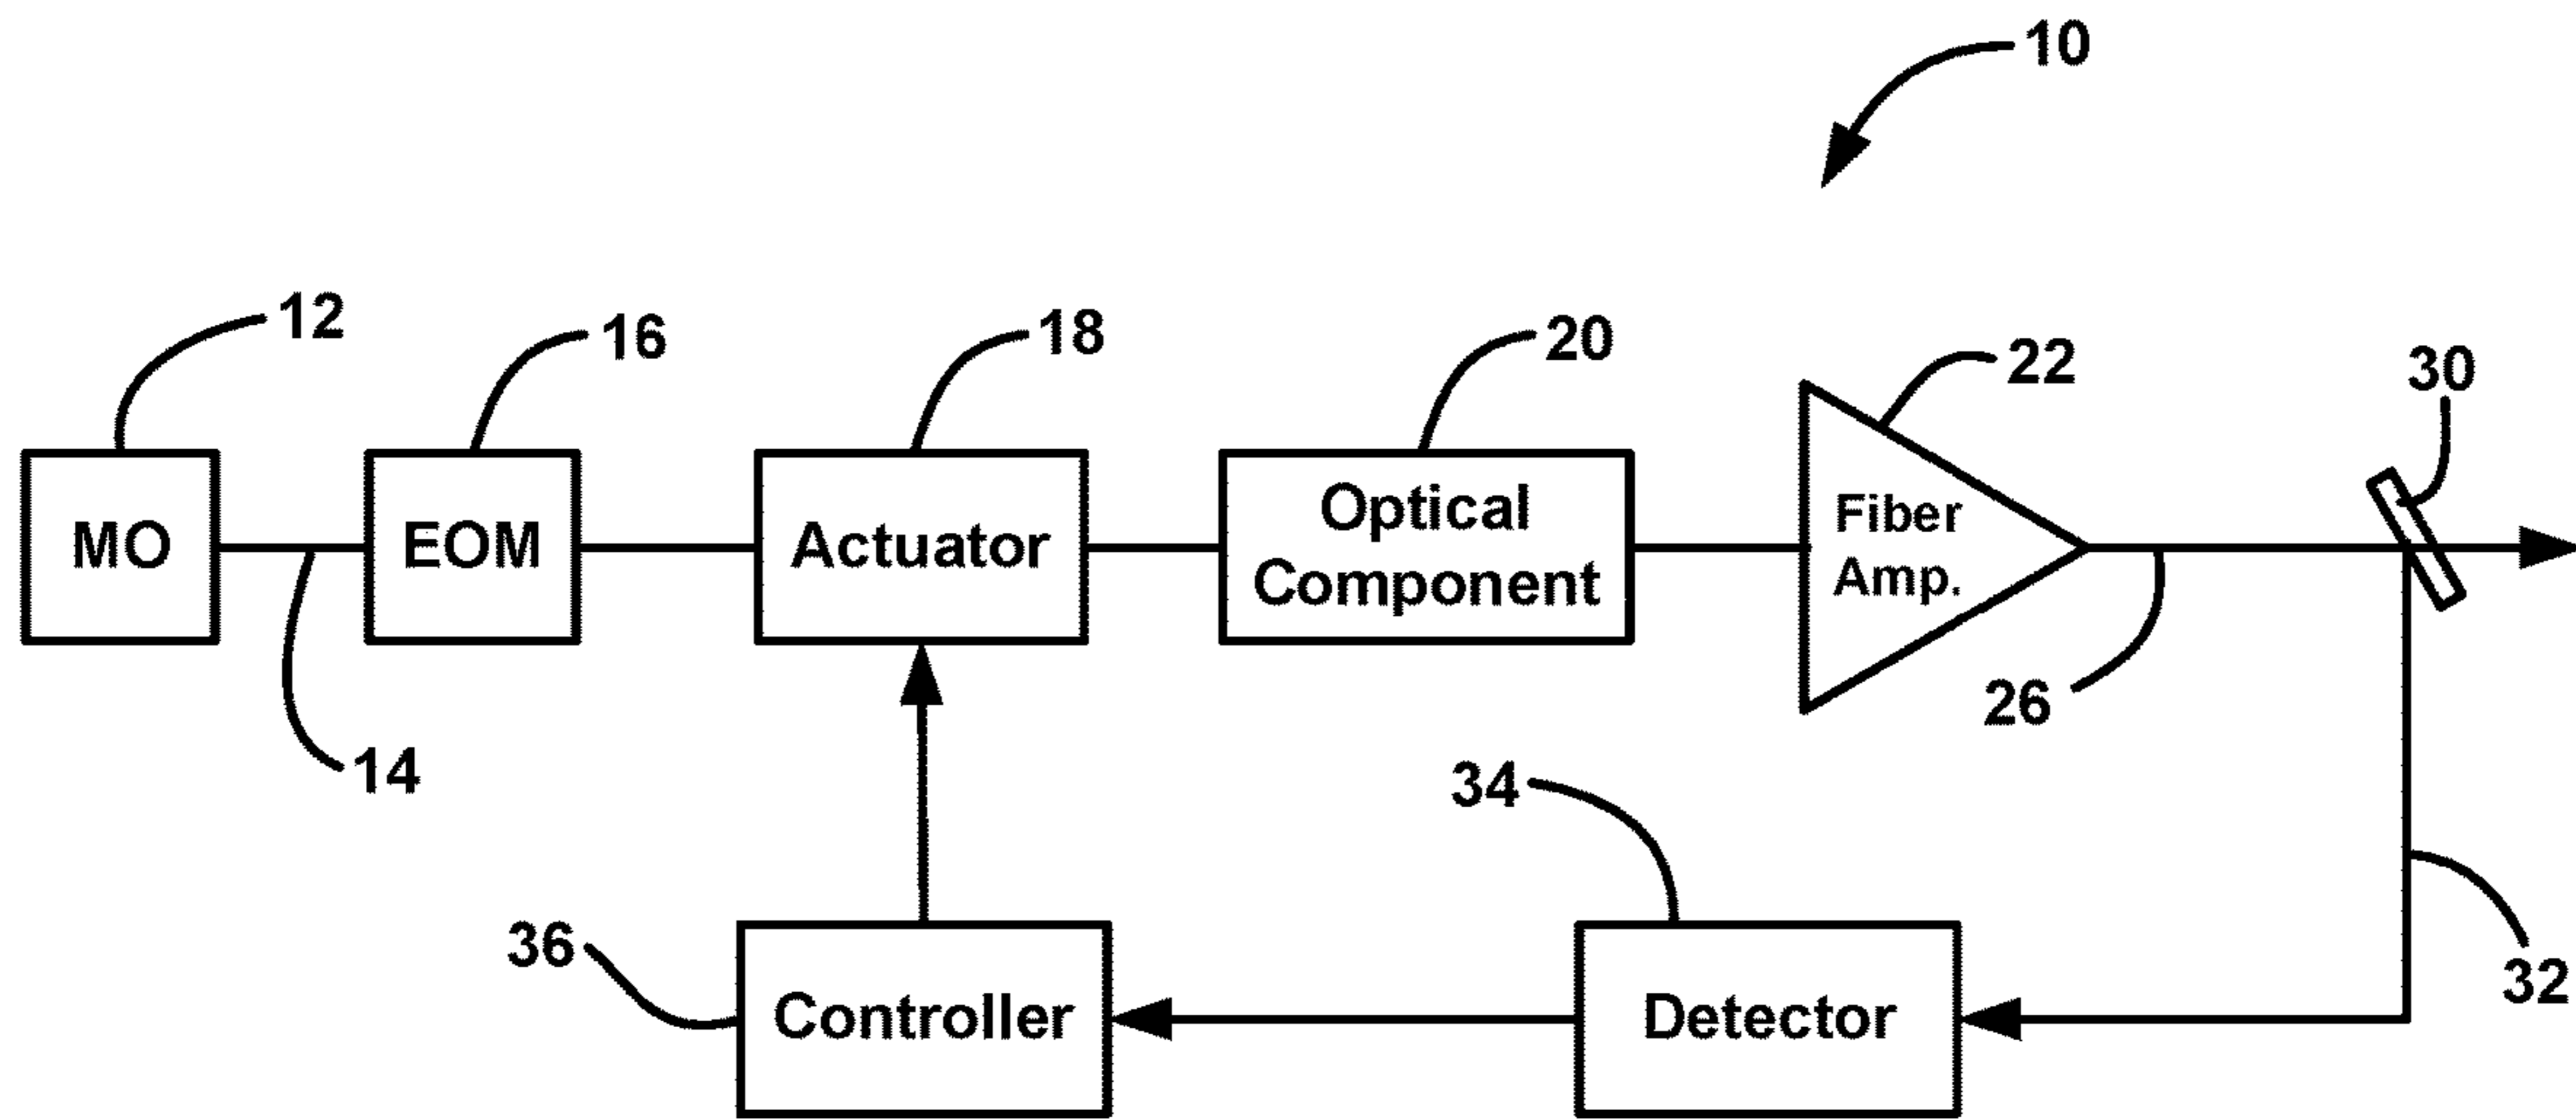 10
12
16
18
20
22
30
MO
EOM
Actuator
Optical
Component
Fiber
Amp.
14
26
34
36
32
Controller
Detector